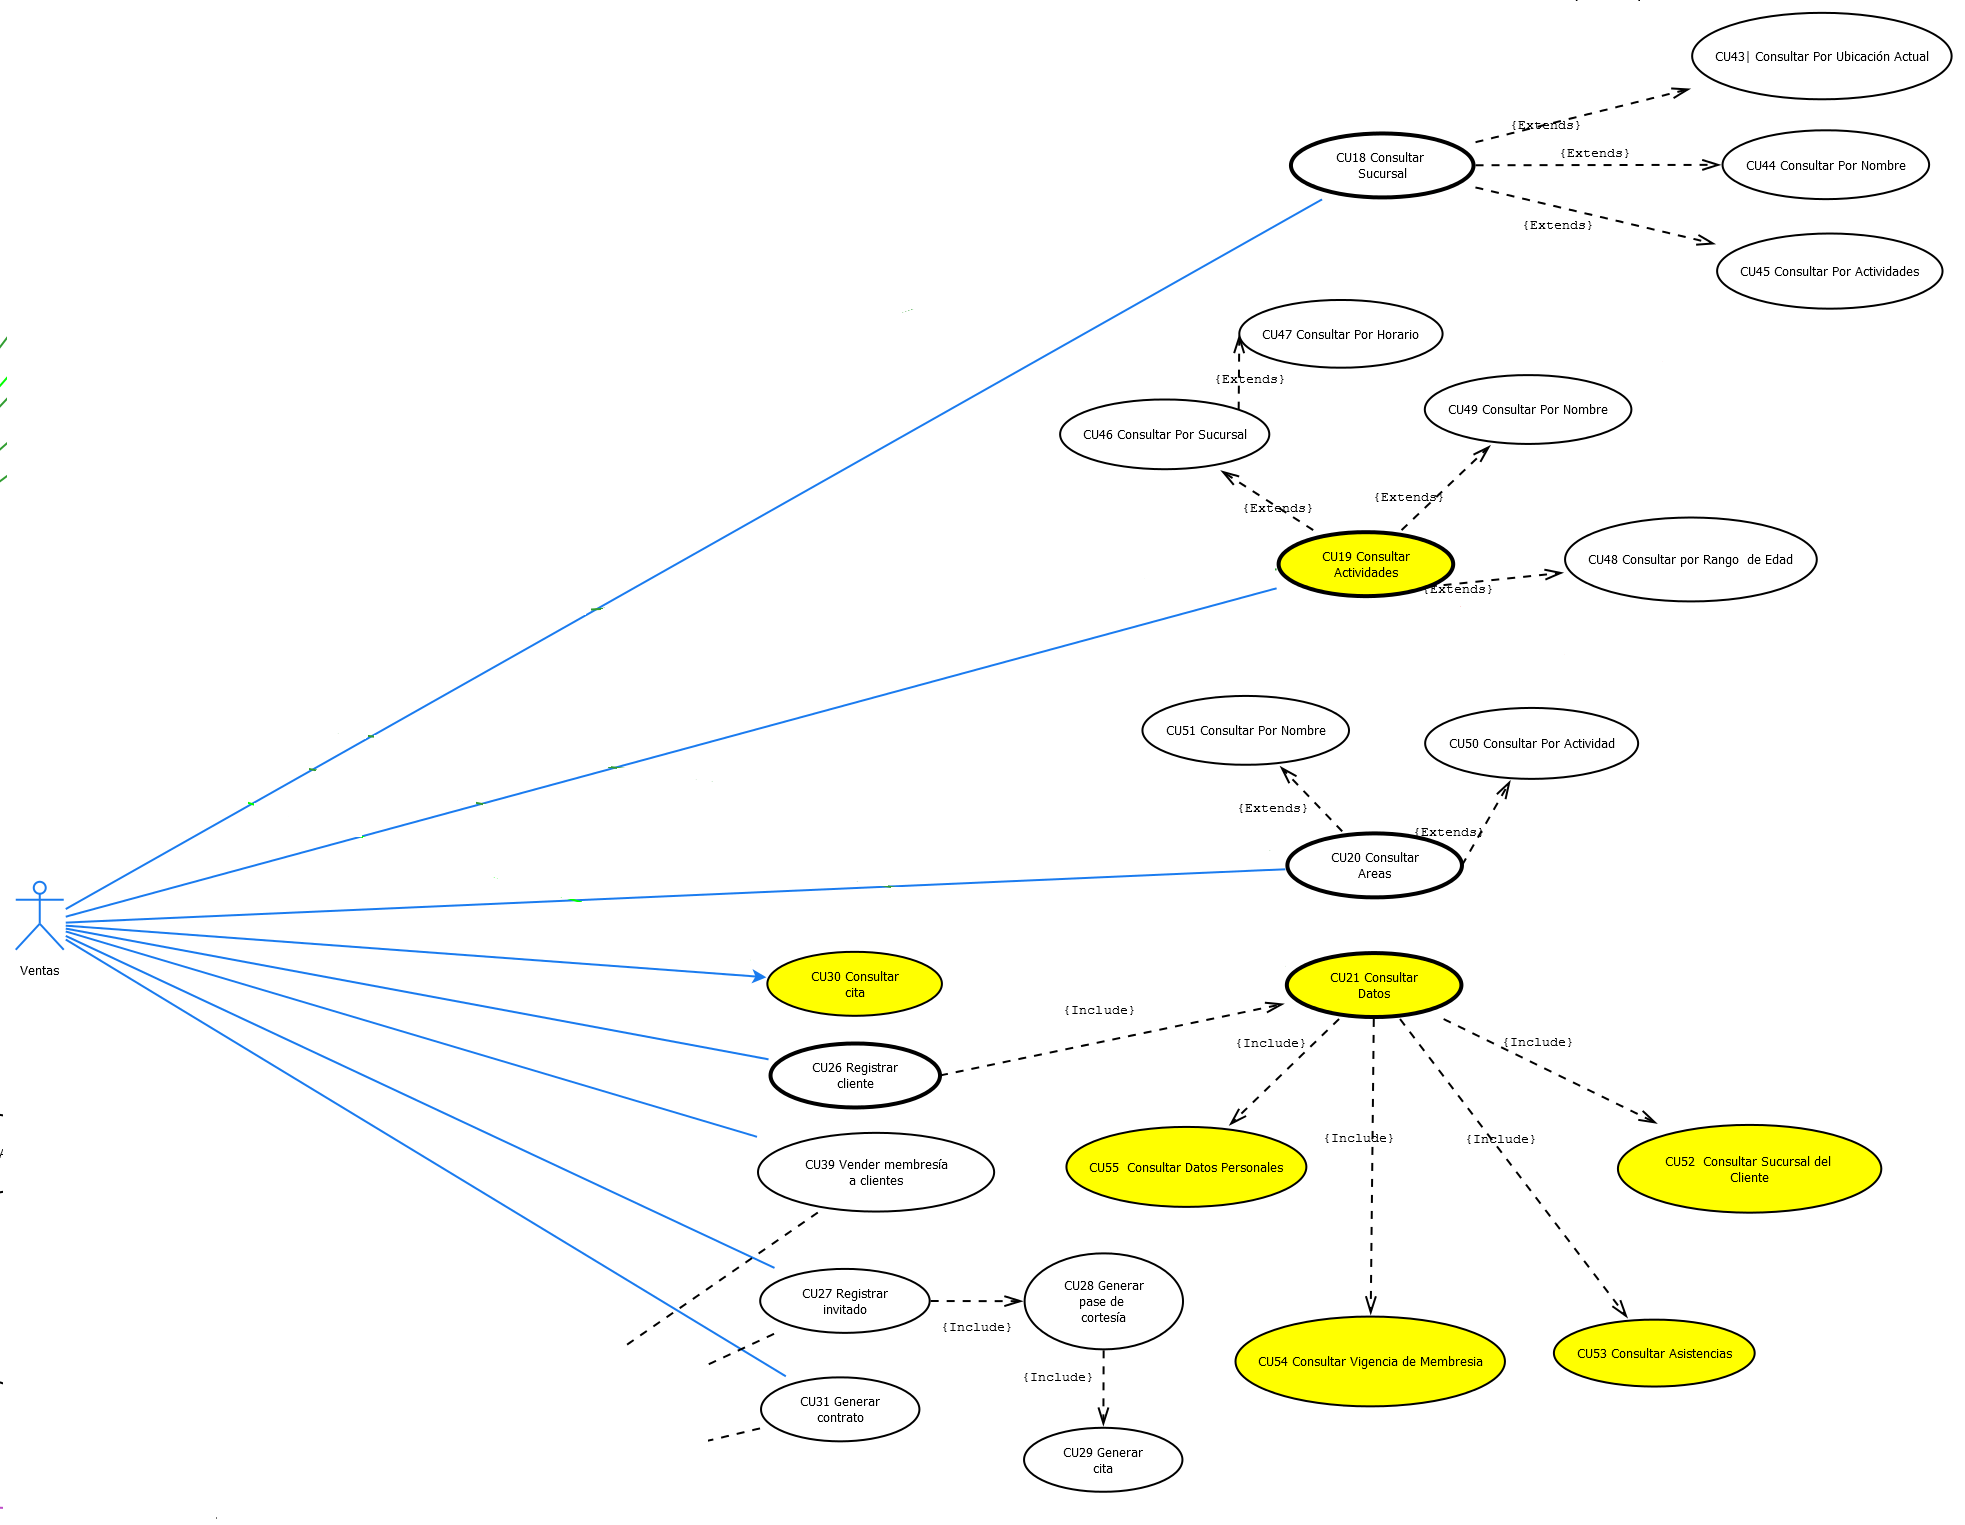 CU43| Consultar Por Ubicación Actual
{Extends}
CU18 Consultar
Sucursal
{Extends}
CU44 Consultar Por Nombre
{Extends}
CU45 Consultar Por Actividades
CU47 Consultar Por Horario
{Extends}
CU46 Consultar Por Sucursal
CU49 Consultar Por Nombre
{Extends}
{Extends}
CU19 Consultar
Actividades
CU48 Consultar por Rango  de Edad
{Extends}
CU51 Consultar Por Nombre
CU50 Consultar Por Actividad
{Extends}
{Extends}
CU20 Consultar
Areas
Ventas
CU30 Consultar
cita
CU21 Consultar
Datos
{Include}
{Include}
{Include}
CU26 Registrar
cliente
{Include}
{Include}
CU39 Vender membresía
a clientes
CU55  Consultar Datos Personales
CU52  Consultar Sucursal del
Cliente
CU27 Registrar
invitado
{Include}
CU28 Generar
pase de
cortesía
CU54 Consultar Vigencia de Membresia
CU53 Consultar Asistencias
{Include}
CU31 Generar
contrato
CU29 Generar
cita